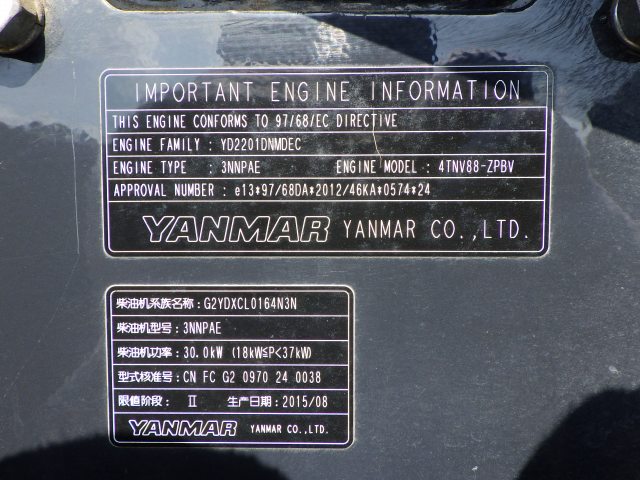 IMPORTANT ENGINE INFORMATION
THIS ENGINE CONFORMS TO 97/68/EC DIRECTIVE
ENGINE FAMILY : YD2201DNMDEC
ENGINE TYPE : 3NNPAE ENGINE MODEL : 4TNV88-ZPBV
APPROVAL NUMBER : e13*97/68DA*2012/46KA*0574*24
YANMAR YANMAR CO.,LTD.
柴油机系族名称: G2YDXCL0164N3N
柴油机型号: 3NNPAE
柴油机功率: 30.0kW (18kW≦P<37kW)
型式核准号: CN FC G2 0970 24 0038
限值阶段: Ⅱ 生产日期: 2015/08
YANMAR YANMAR CO.,LTD.